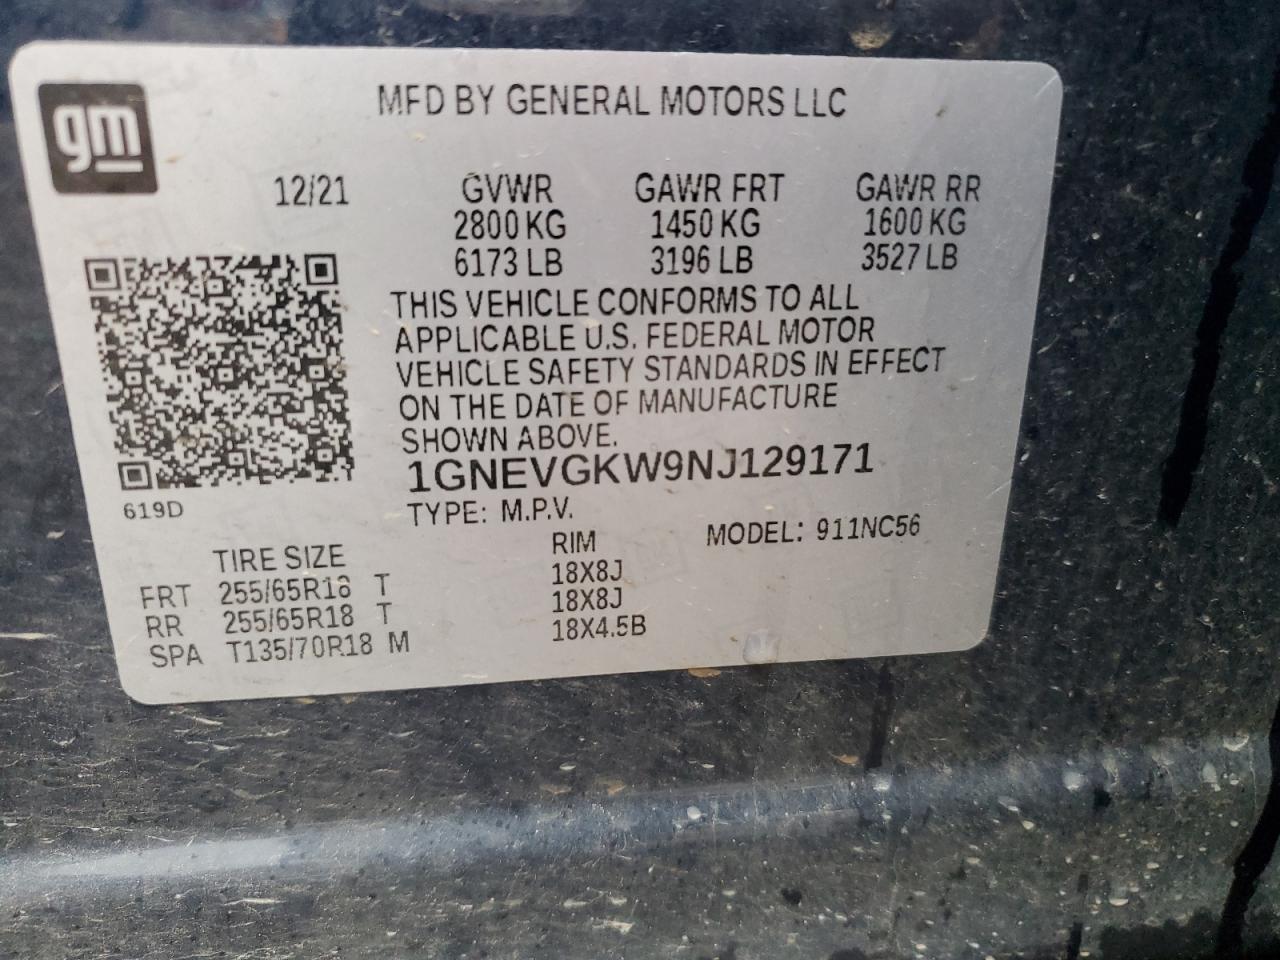 gm
MFD BY GENERAL MOTORS LLC
12/21 GVWR GAWR FRT GAWR RR
2800 KG 1450 KG 1600 KG
6173 LB 3196 LB 3527 LB
THIS VEHICLE CONFORMS TO ALL
APPLICABLE U.S. FEDERAL MOTOR
VEHICLE SAFETY STANDARDS IN EFFECT
ON THE DATE OF MANUFACTURE
SHOWN ABOVE.
1GNEVGKW9NJ129171
619D
TYPE: M.P.V. MODEL: 911NC56
TIRE SIZE RIM
FRT 255/65R18 T 18X8J
RR 255/65R18 T 18X8J
SPA T135/70R18 M 18X4.5B